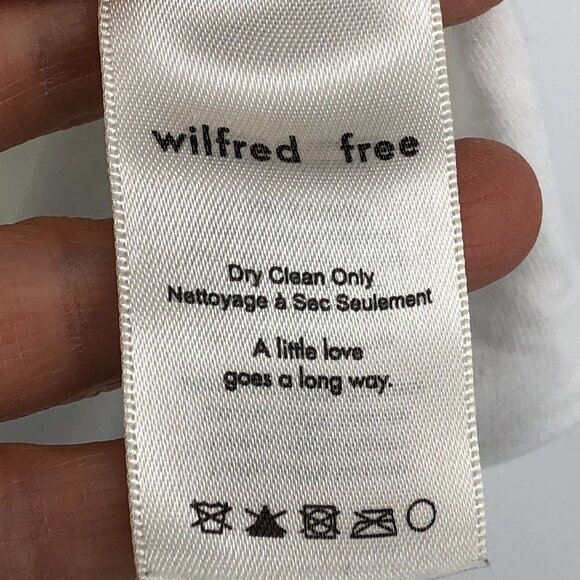 wilfred free
Dry Clean Only
Nettoyage à Sec Seulement
A little love
goes a long way.